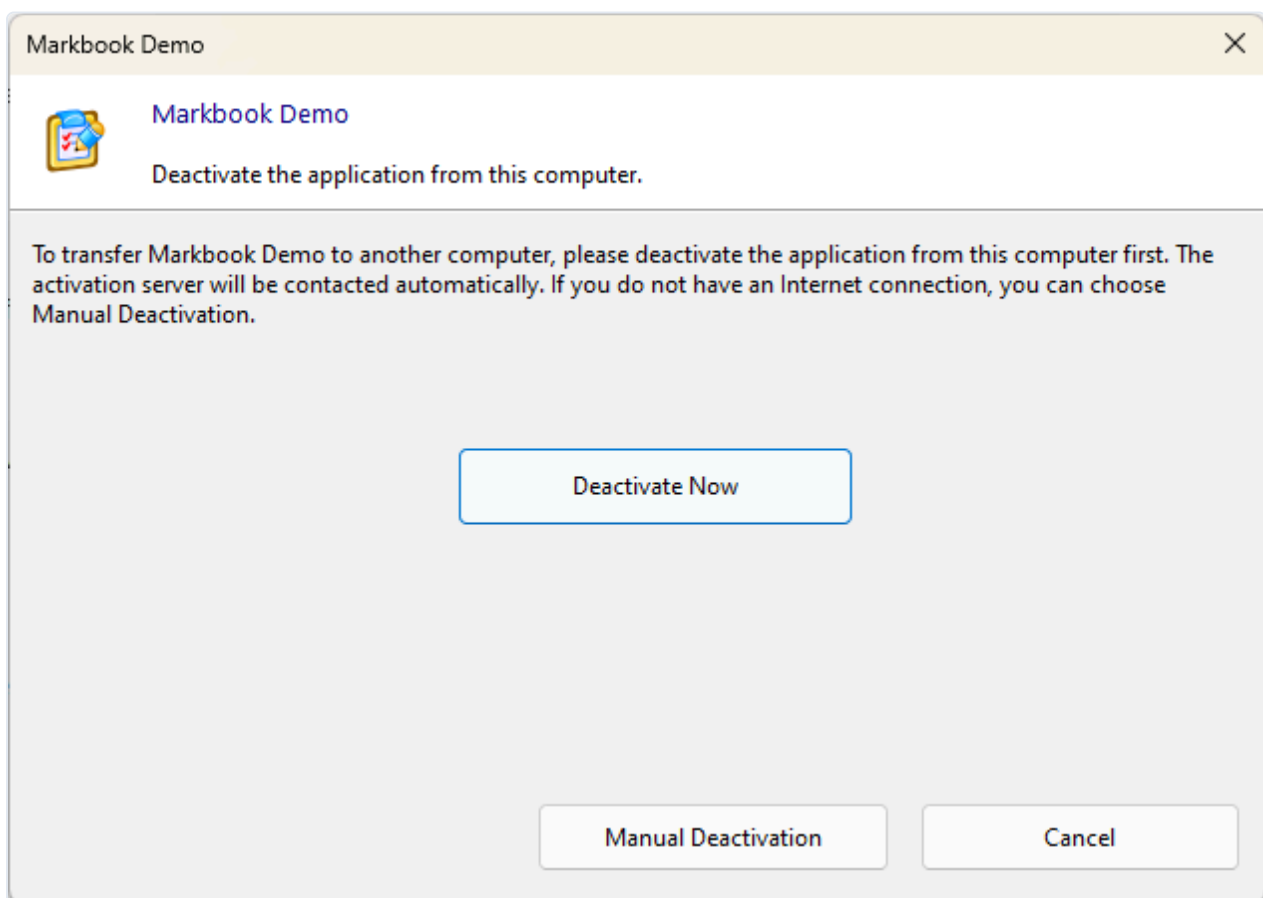 Markbook Demo
Markbook Demo
Deactivate the application from this computer.
To transfer Markbook Demo to another computer, please deactivate the application from this computer first. The
activation server will be contacted automatically. If you do not have an Internet connection, you can choose
Manual Deactivation.
Deactivate Now
Manual Deactivation
Cancel